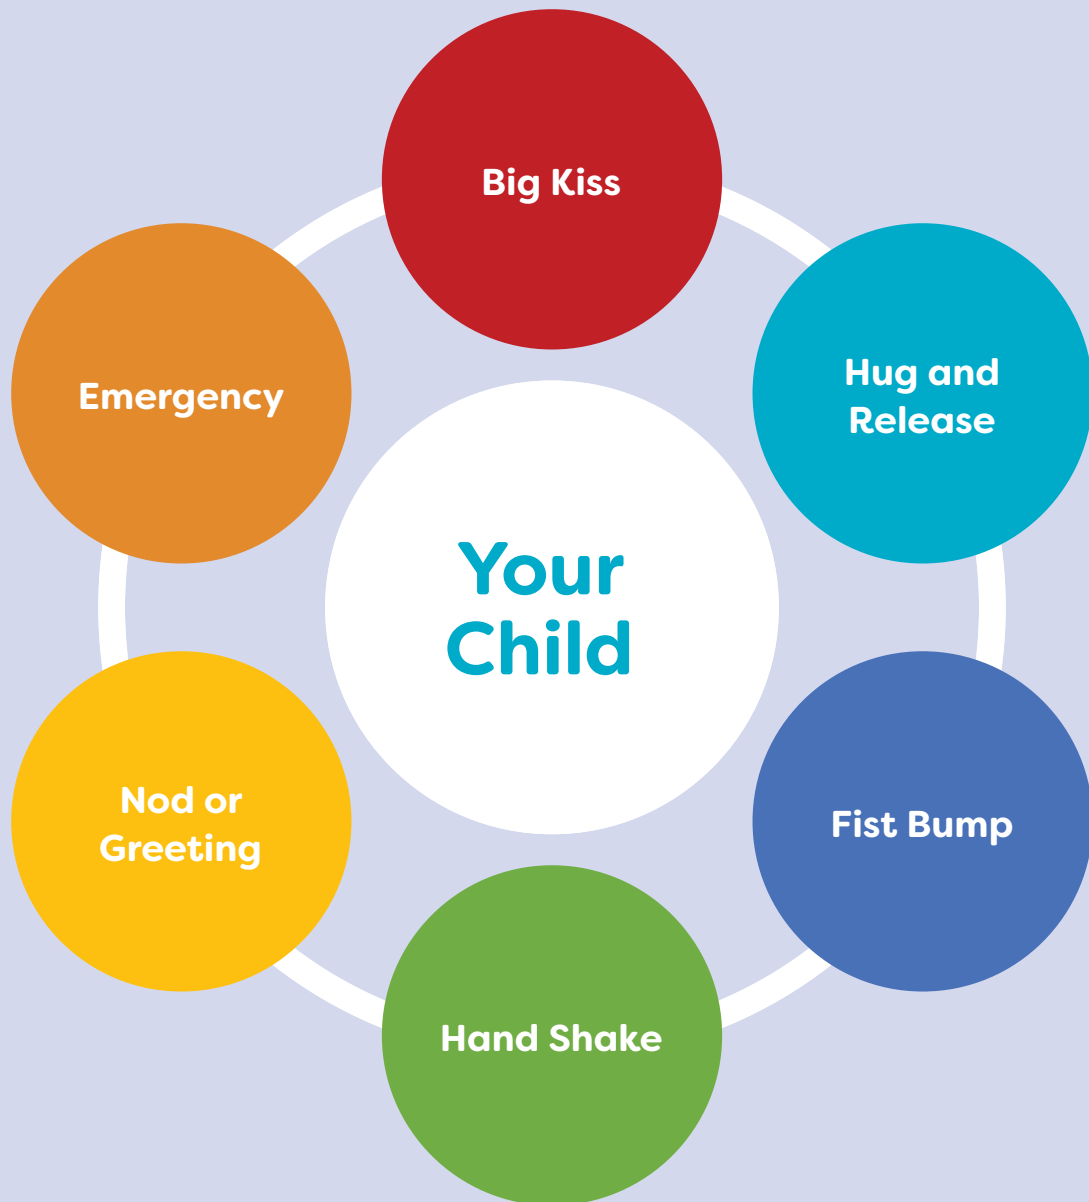 Big Kiss
Hug and
Release
Emergency
Your
Child
Nod or
Greeting
Fist Bump
Hand Shake